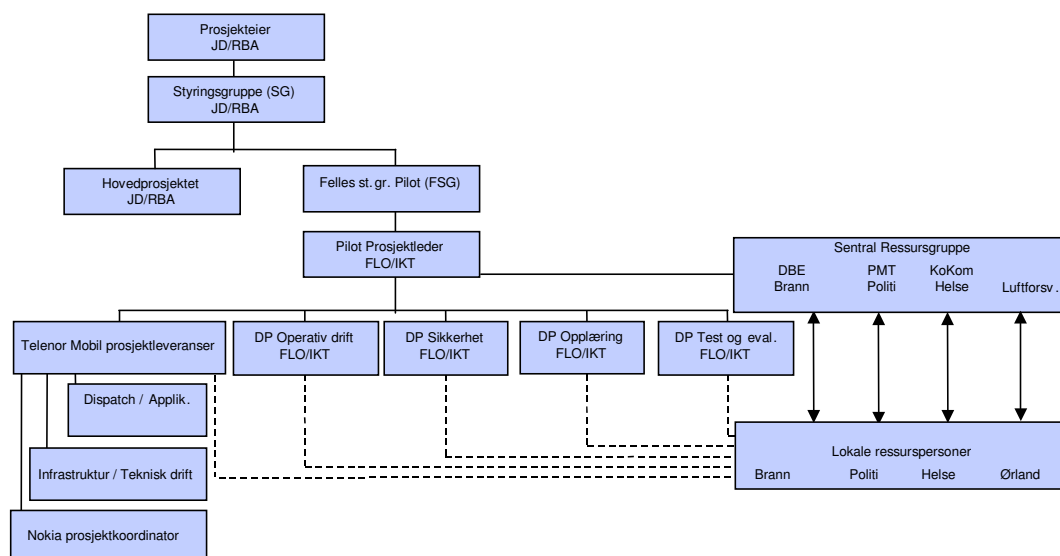 Prosjekteier
JD/RBA
Styringsgruppe (SG)
JD/RBA
Hovedprosjektet
JD/RBA
Felles st. gr. Pilot (FSG)
Pilot Prosjektleder
FLO/IKT
Sentral Ressursgruppe
DBE
Brann
PMT
Politi
KoKom
Helse
Luftforsv.
Telenor Mobil prosjektleveranser
DP Operativ drift
FLO/IKT
DP Sikkerhet
FLO/IKT
DP Opplæring
FLO/IKT
DP Test og eval.
FLO/IKT
Dispatch / Applik.
Infrastruktur / Teknisk drift
Nokia prosjektkoordinator
Lokale ressurspersoner
Brann Politi Helse Ørland